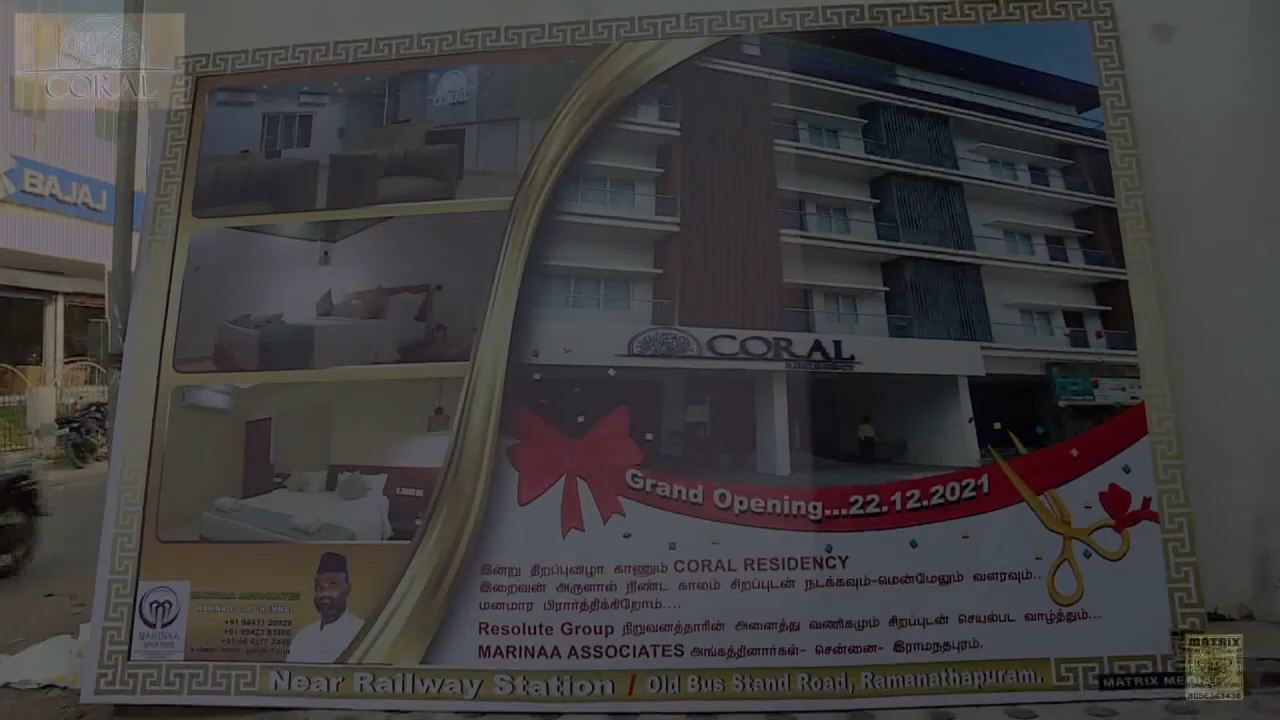 CORAL
BAJAJ
CORAL
CORAL
Grand Opening...22.12.2021
இன்று திறப்புவிழா காணும் CORAL RESIDENCY
இறைவன் அருளால் நீண்ட காலம் சிறப்புடன் நடக்கவும்-மென்மேலும் வளரவும்..
மனமார பிரார்த்திக்கிறோம்....
Resolute Group நிறுவனத்தாரின் அனைத்து வணிகமும் சிறப்புடன் செயல்பட வாழ்த்தும்...
MARINAA ASSOCIATES அங்கத்தினார்கள்- சென்னை- இராமநதபுரம்.
MARINAA
Near Railway Station / Old Bus Stand Road, Ramanathapuram.
MATRIX